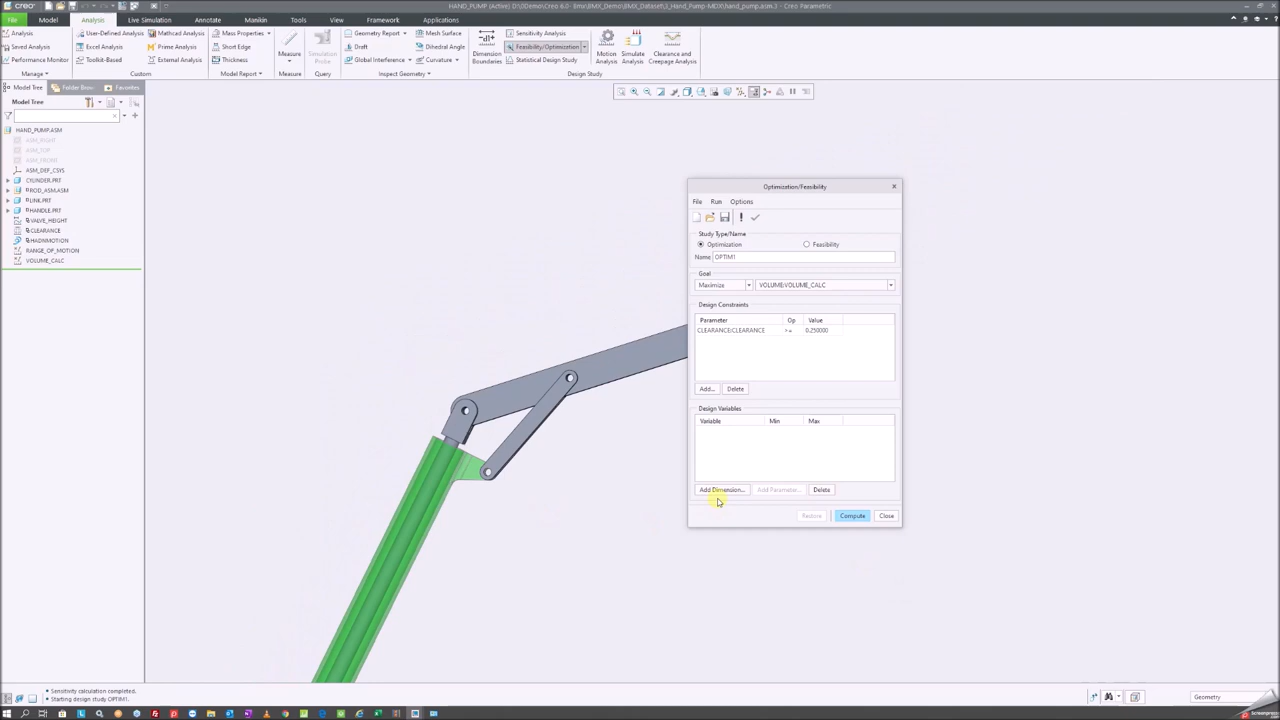 creo HAND_PUMP (Active) D:\!Demo\Creo 6.0 - Bmx\BMX_Demo\BMX_Dataset\3_Hand_Pump-MDX\hand_pump.asm.3 - Creo Parametric
File Model Analysis Live Simulation Annotate Manikin Tools View Framework Applications
Analysis User-Defined Analysis Mathcad Analysis Mass Properties Short Edge Thickness
Saved Analysis Excel Analysis Prime Analysis
Performance Monitor Toolkit-Based External Analysis
Measure Simulation Probe
Geometry Report Mesh Surface
Draft Dihedral Angle
Global Interference Curvature
Dimension Boundaries
Sensitivity Analysis
Feasibility/Optimization
Statistical Design Study
Motion Analysis Simulate Analysis Clearance and Creepage Analysis
Manage Custom Model Report Measure Query Inspect Geometry Design Study
Model Tree Folder Brow Favorites
Model Tree
HAND_PUMP.ASM
ASM_RIGHT
ASM_TOP
ASM_FRONT
ASM_DEF_CSYS
CYLINDER.PRT
ROD_ASM.ASM
LINK.PRT
HANDLE.PRT
VALVE_HEIGHT
CLEARANCE
HADNMOTION
RANGE_OF_MOTION
VOLUME_CALC
Optimization/Feasibility
File Run Options
Study Type/Name
Optimization Feasibility
Name OPTIM1
Goal
Maximize VOLUME:VOLUME_CALC
Design Constraints
Parameter Op Value
CLEARANCE:CLEARANCE >= 0.250000
Add... Delete
Design Variables
Variable Min Max
Add Dimension... Add Parameter... Delete
Restore Compute Close
Sensitivity calculation completed.
Starting design study OPTIM1.
Geometry